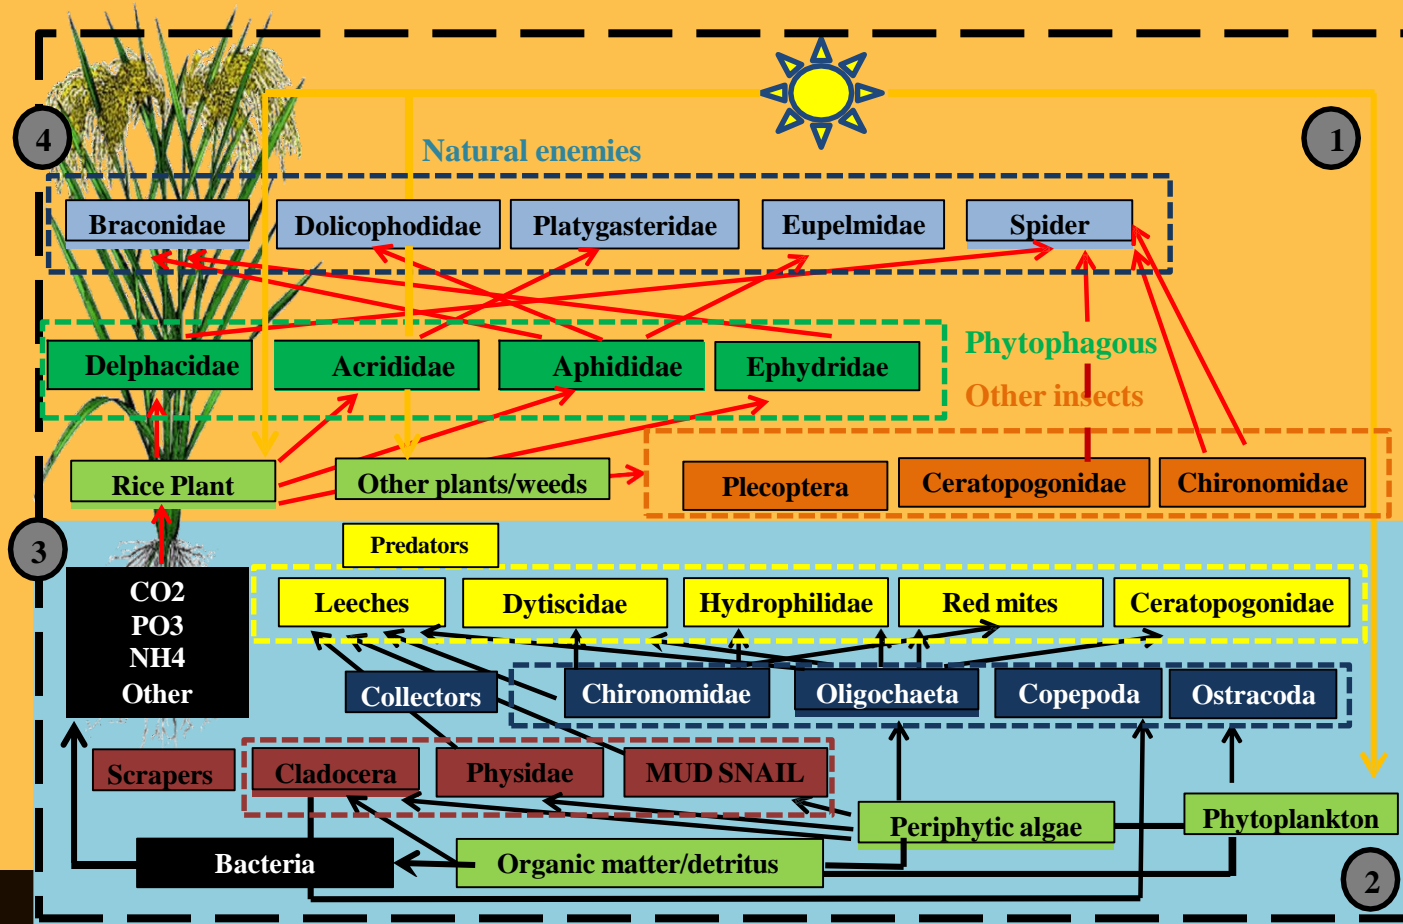 4
1
Natural enemies
Braconidae
Dolicophodidae
Platygasteridae
Eupelmidae
Spider
Delphacidae
Acrididae
Aphididae
Ephydridae
Phytophagous
Other insects
Rice Plant
Other plants/weeds
Plecoptera
Ceratopogonidae
Chironomidae
3
Predators
CO2
PO3
NH4
Other
Leeches
Dytiscidae
Hydrophilidae
Red mites
Ceratopogonidae
Collectors
Chironomidae
Oligochaeta
Copepoda
Ostracoda
Scrapers
Cladocera
Physidae
MUD SNAIL
Periphytic algae
Phytoplankton
Bacteria
Organic matter/detritus
2